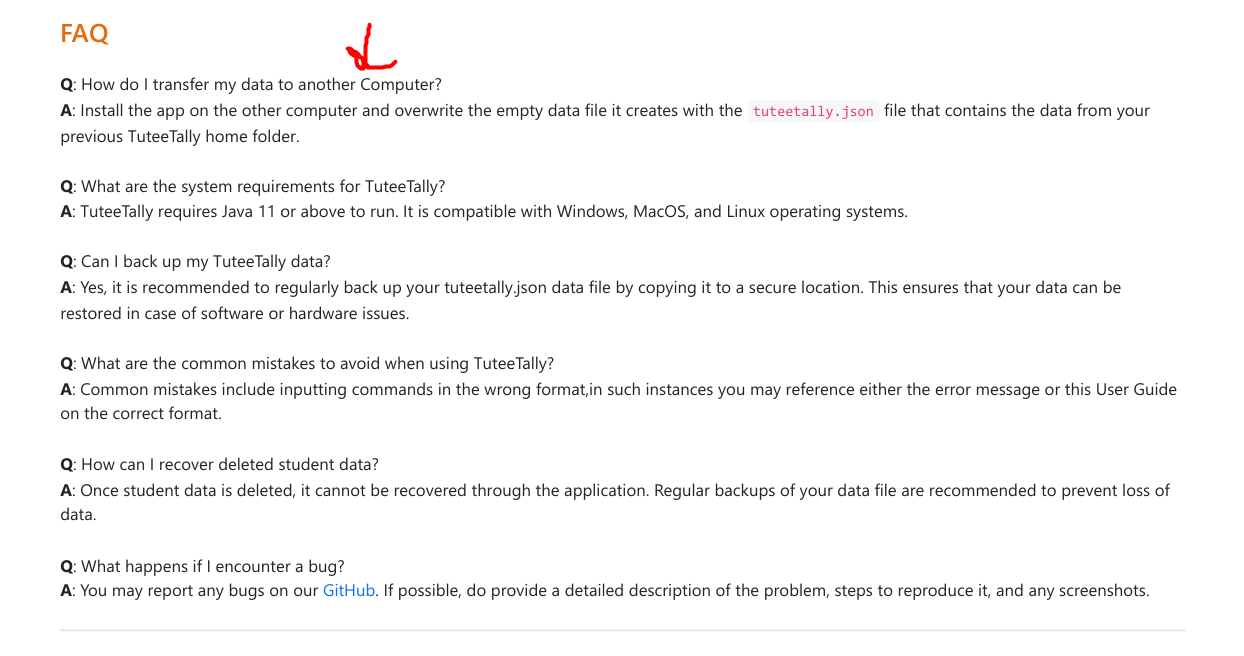 FAQ
Q: How do I transfer my data to another Computer?
A: Install the app on the other computer and overwrite the empty data file it creates with the tuteetally.json file that contains the data from your
previous TuteeTally home folder.
Q: What are the system requirements for TuteeTally?
A: TuteeTally requires Java 11 or above to run. It is compatible with Windows, MacOS, and Linux operating systems.
Q: Can I back up my TuteeTally data?
A: Yes, it is recommended to regularly back up your tuteetally.json data file by copying it to a secure location. This ensures that your data can be
restored in case of software or hardware issues.
Q: What are the common mistakes to avoid when using TuteeTally?
A: Common mistakes include inputting commands in the wrong format,in such instances you may reference either the error message or this User Guide
on the correct format.
Q: How can I recover deleted student data?
A: Once student data is deleted, it cannot be recovered through the application. Regular backups of your data file are recommended to prevent loss of
data.
Q: What happens if I encounter a bug?
A: You may report any bugs on our GitHub. If possible, do provide a detailed description of the problem, steps to reproduce it, and any screenshots.